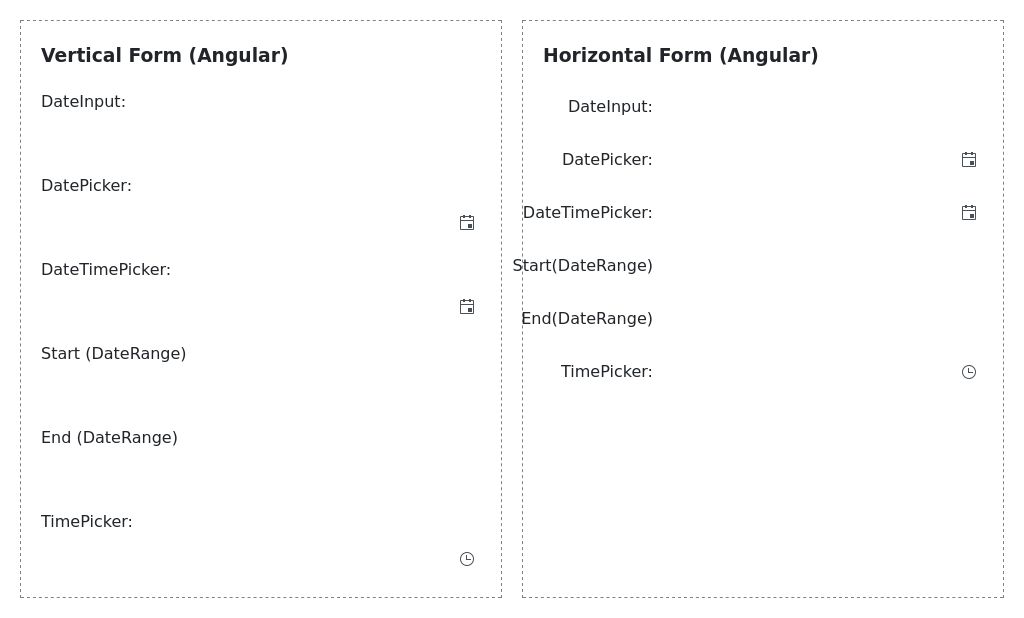 Vertical Form (Angular)
DateInput:
DatePicker:
DateTimePicker:
Start (DateRange)
End (DateRange)
TimePicker:
Horizontal Form (Angular)
DateInput:
DatePicker:
DateTimePicker:
Start(DateRange)
End(DateRange)
TimePicker: